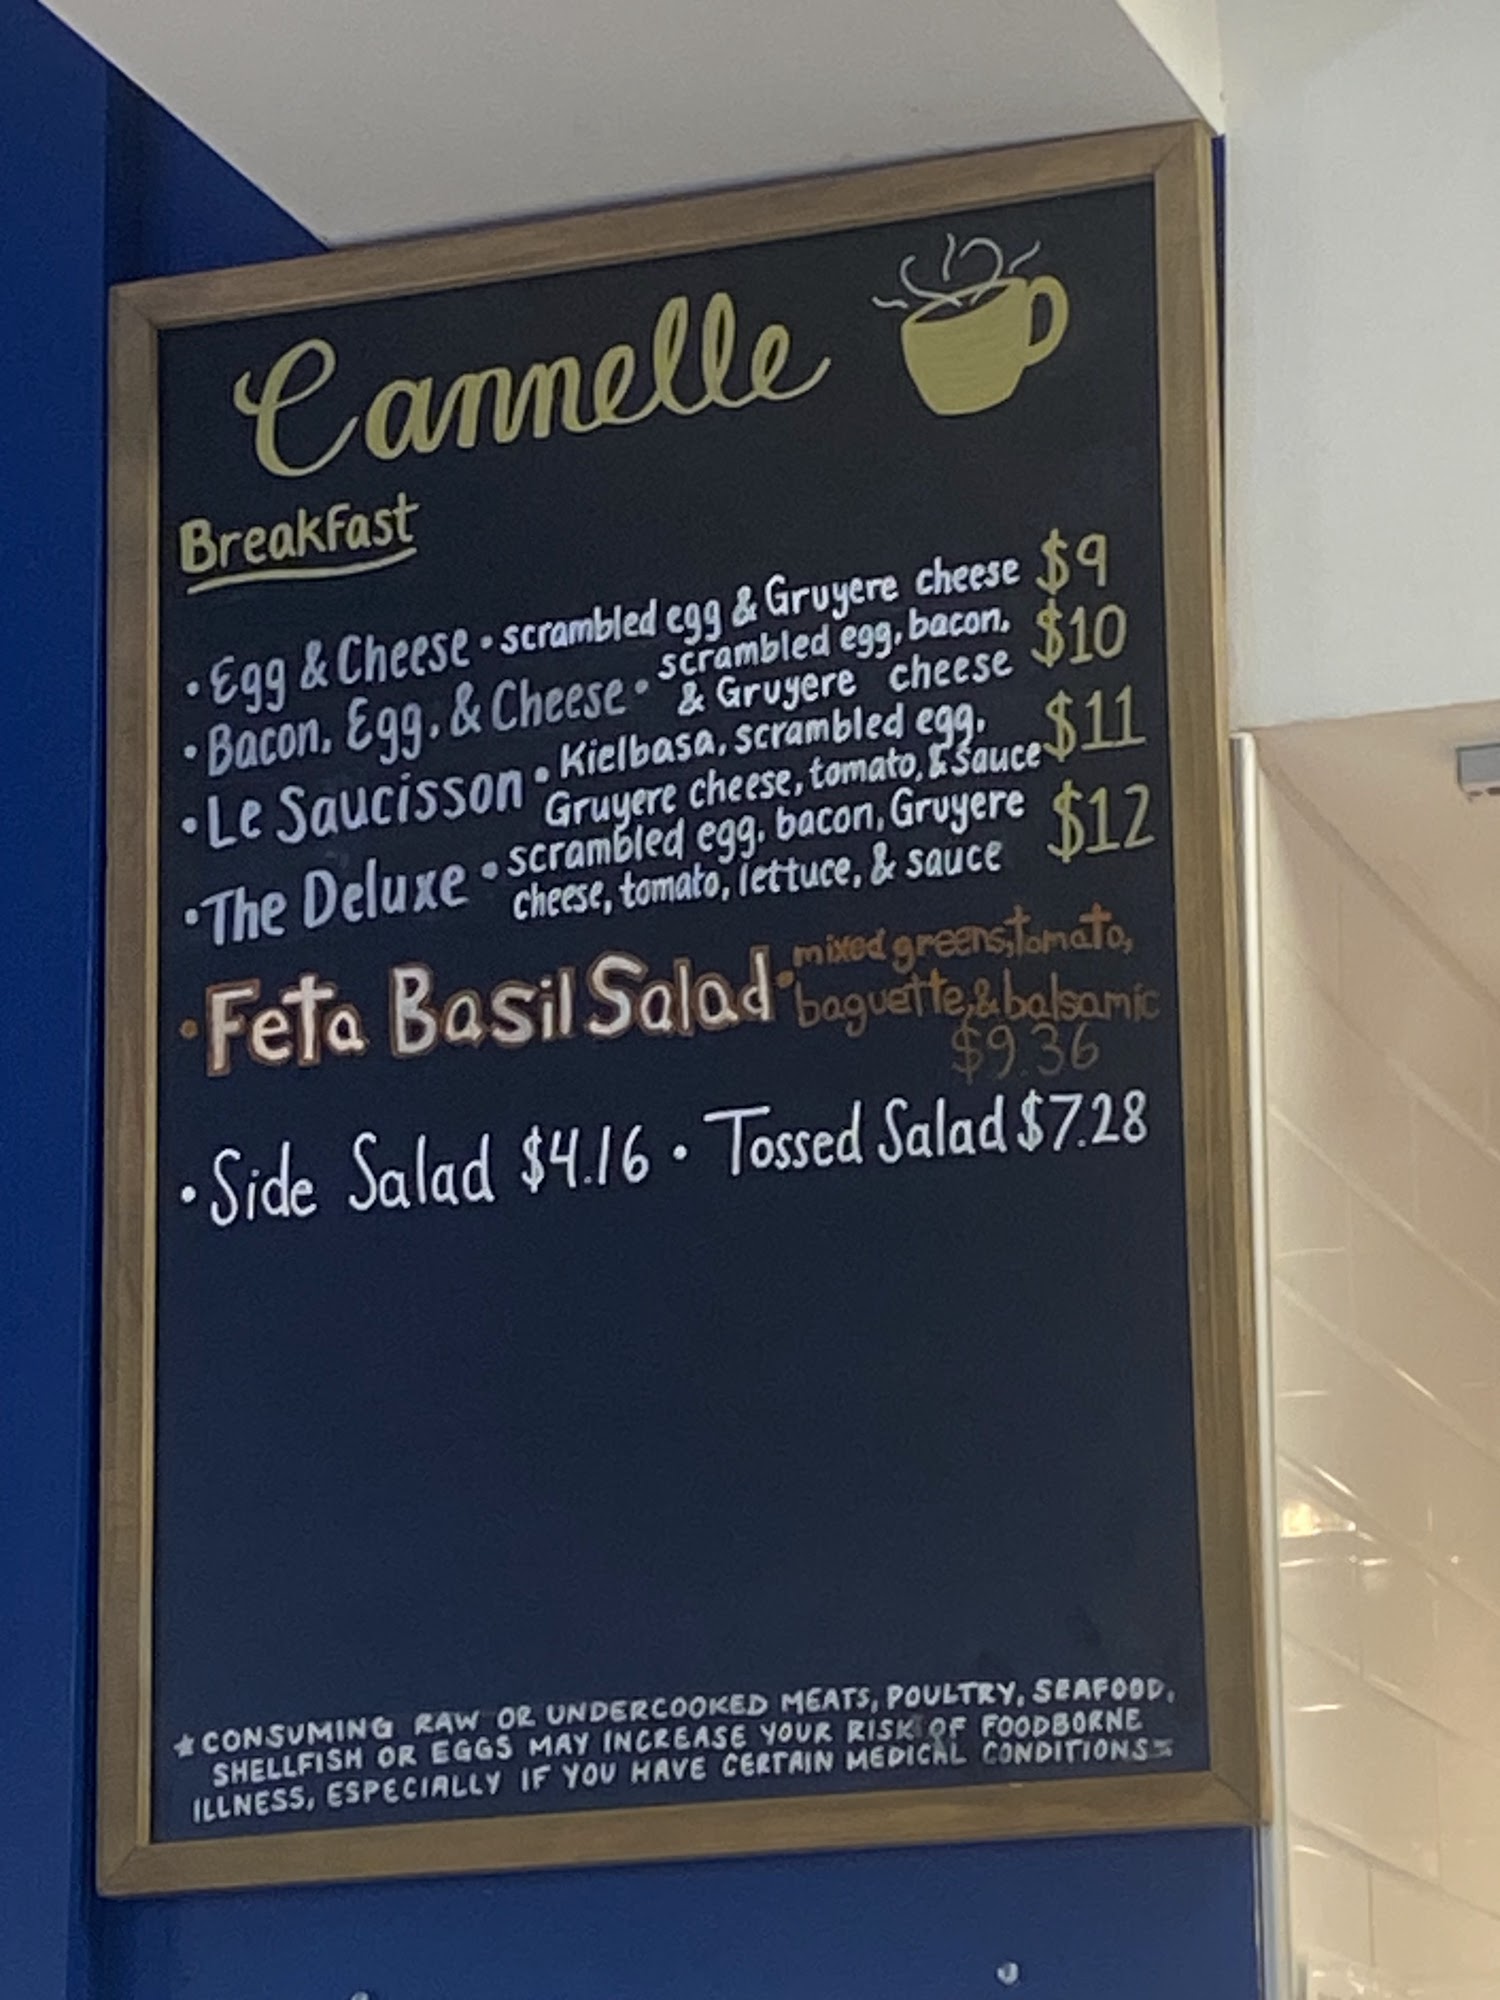 Cannelle
Breakfast
• Egg & Cheese • scrambled egg & Gruyere cheese $9
• Bacon, Egg, & Cheese • scrambled egg, bacon, & Gruyere cheese $10
• Le Saucisson • Kielbasa, scrambled egg, Gruyere cheese, tomato, & sauce $11
• The Deluxe • scrambled egg, bacon, Gruyere cheese, tomato, lettuce, & sauce $12
• Feta Basil Salad • mixed greens, tomato, baguette, & balsamic $9.36
• Side Salad $4.16 • Tossed Salad $7.28
* CONSUMING RAW OR UNDERCOOKED MEATS, POULTRY, SEAFOOD,
SHELLFISH OR EGGS MAY INCREASE YOUR RISK OF FOODBORNE
ILLNESS, ESPECIALLY IF YOU HAVE CERTAIN MEDICAL CONDITIONS